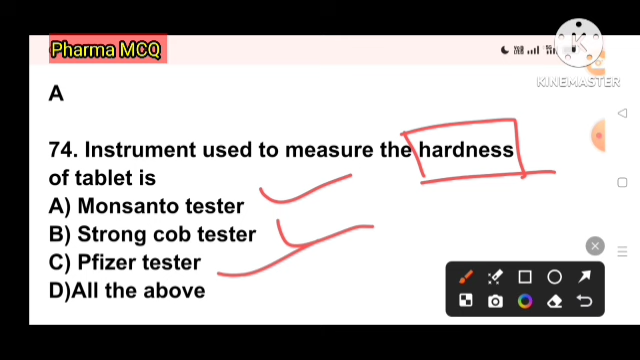 Pharma MCQ
KINEMASTER
A
74. Instrument used to measure the hardness
of tablet is
A) Monsanto tester
B) Strong cob tester
C) Pfizer tester
D)All the above